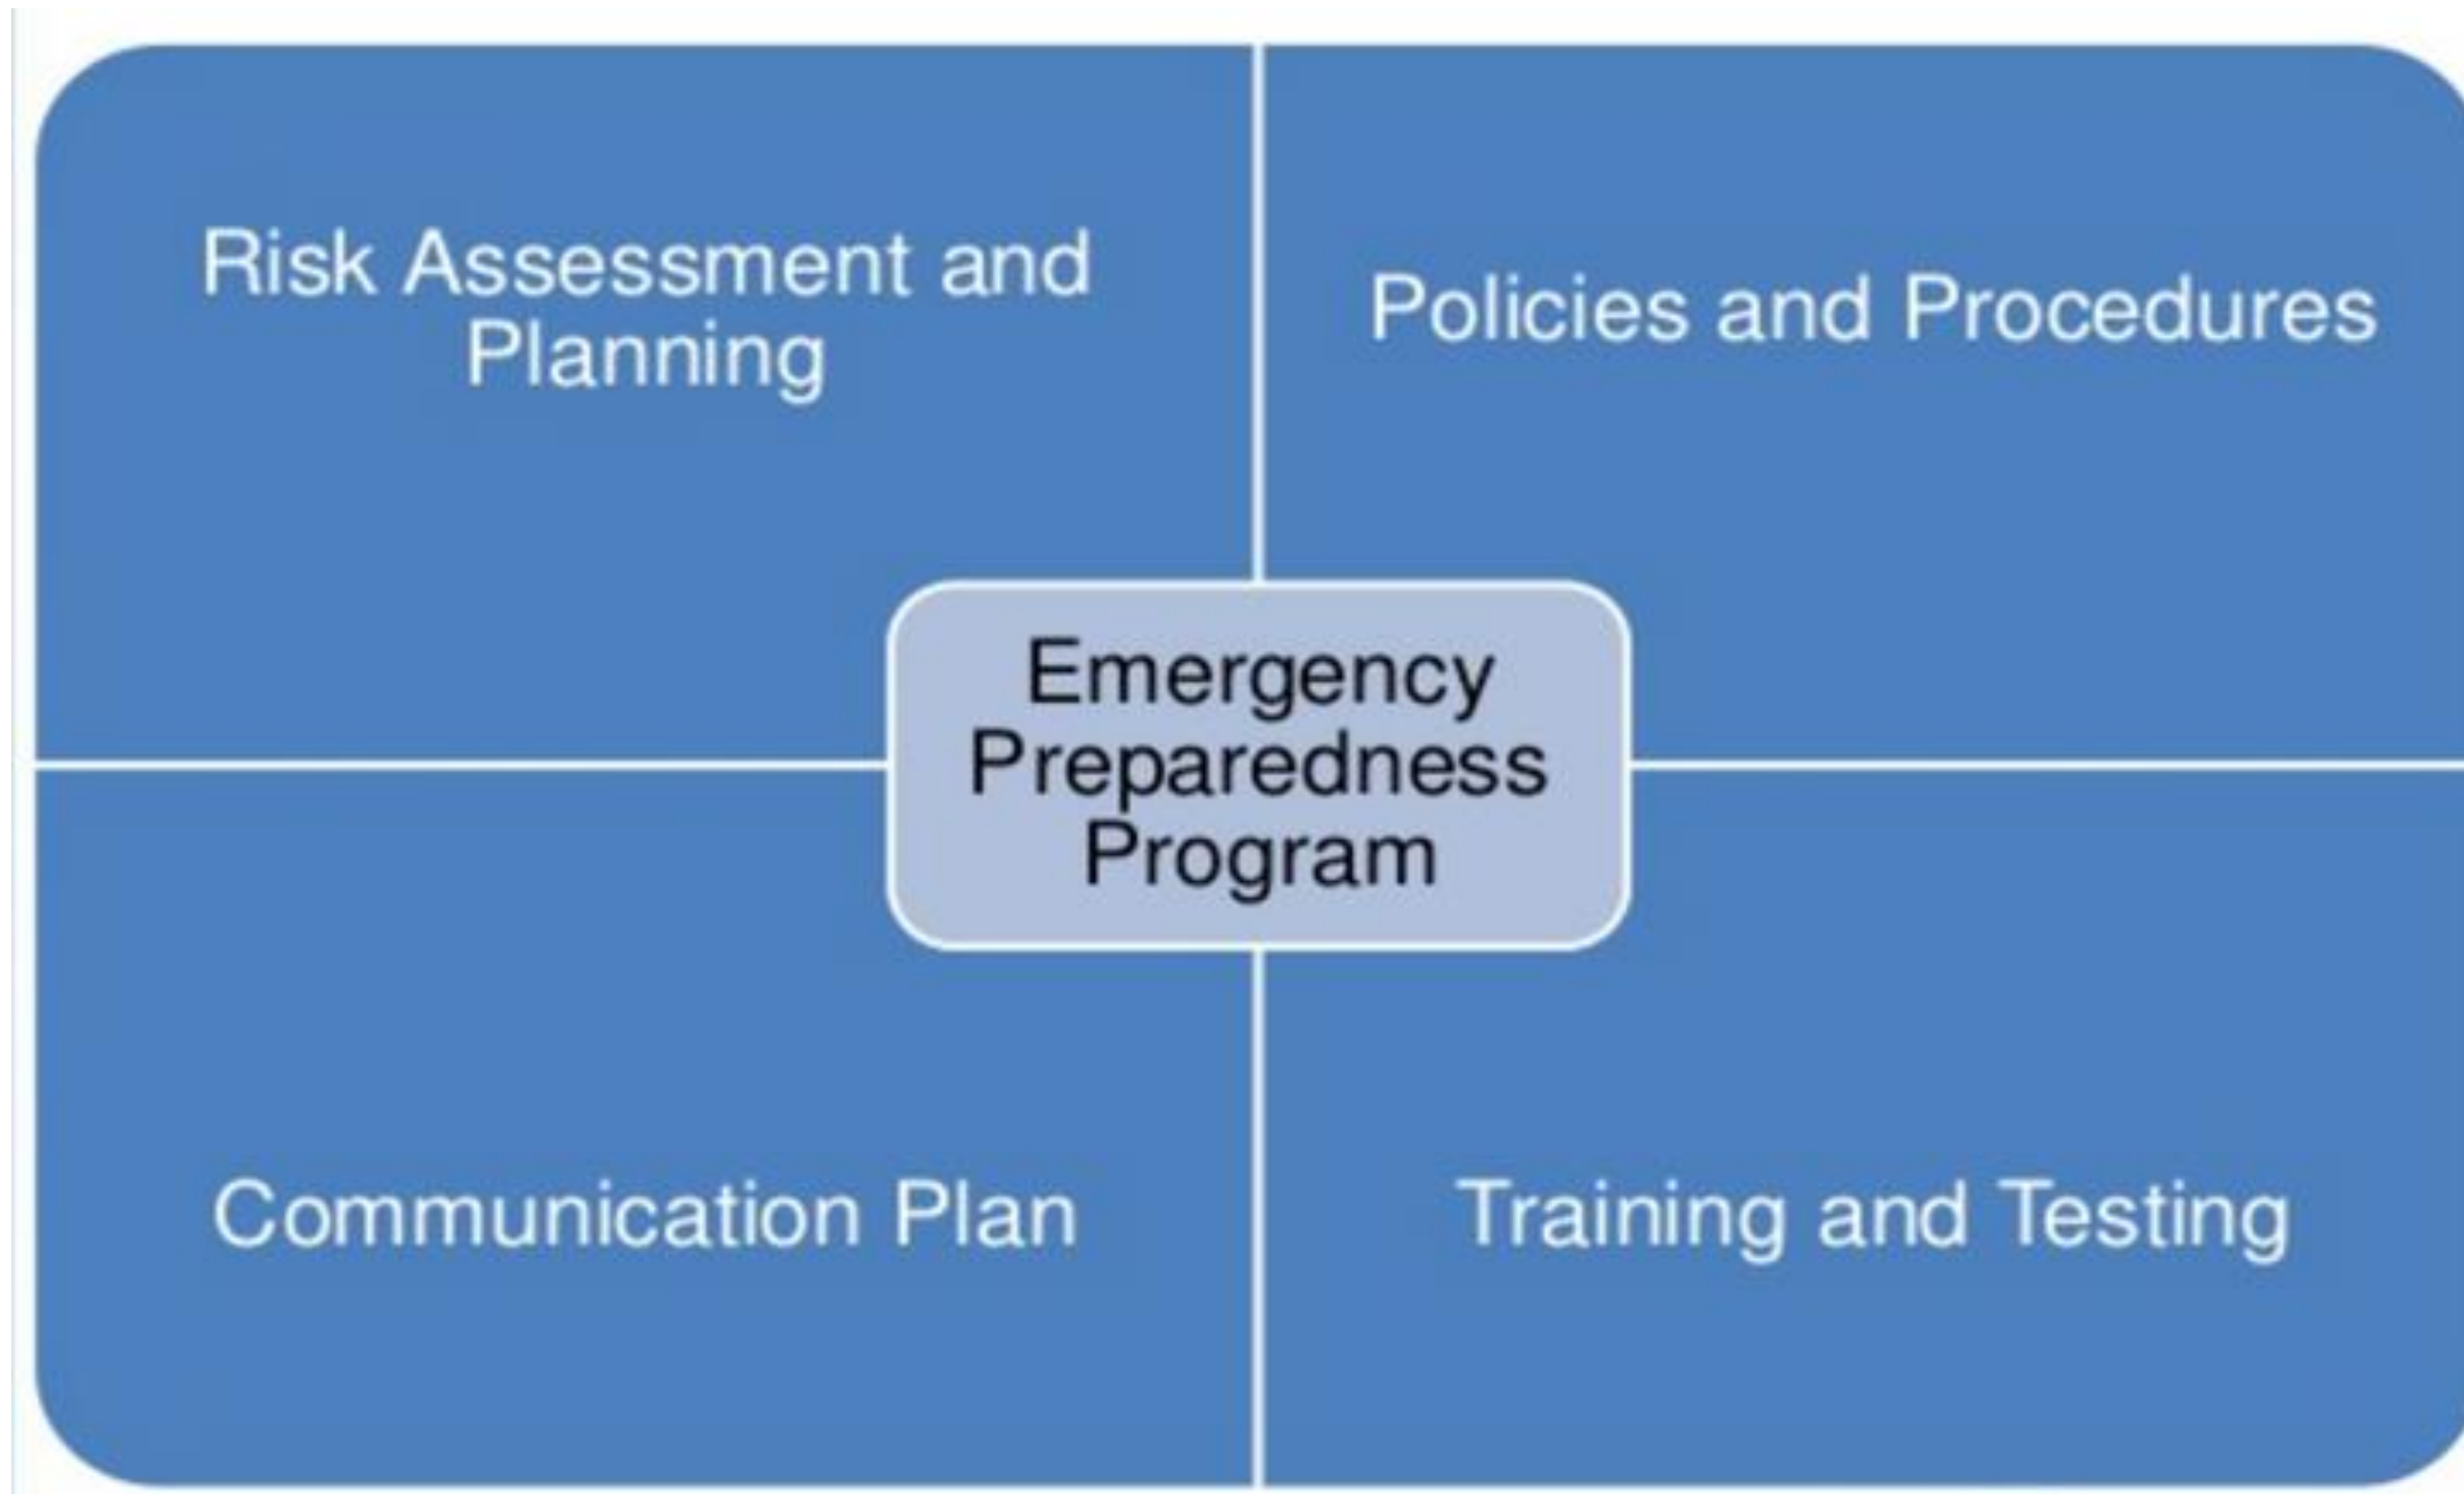 Risk Assessment and
Planning
Policies and Procedures
Emergency
Preparedness
Program
Communication Plan
Training and Testing